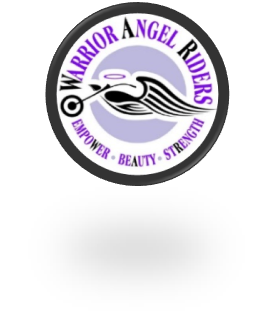 WARRIOR ANGEL RIDERS
EMPOWER • BEAUTY • STRENGTH